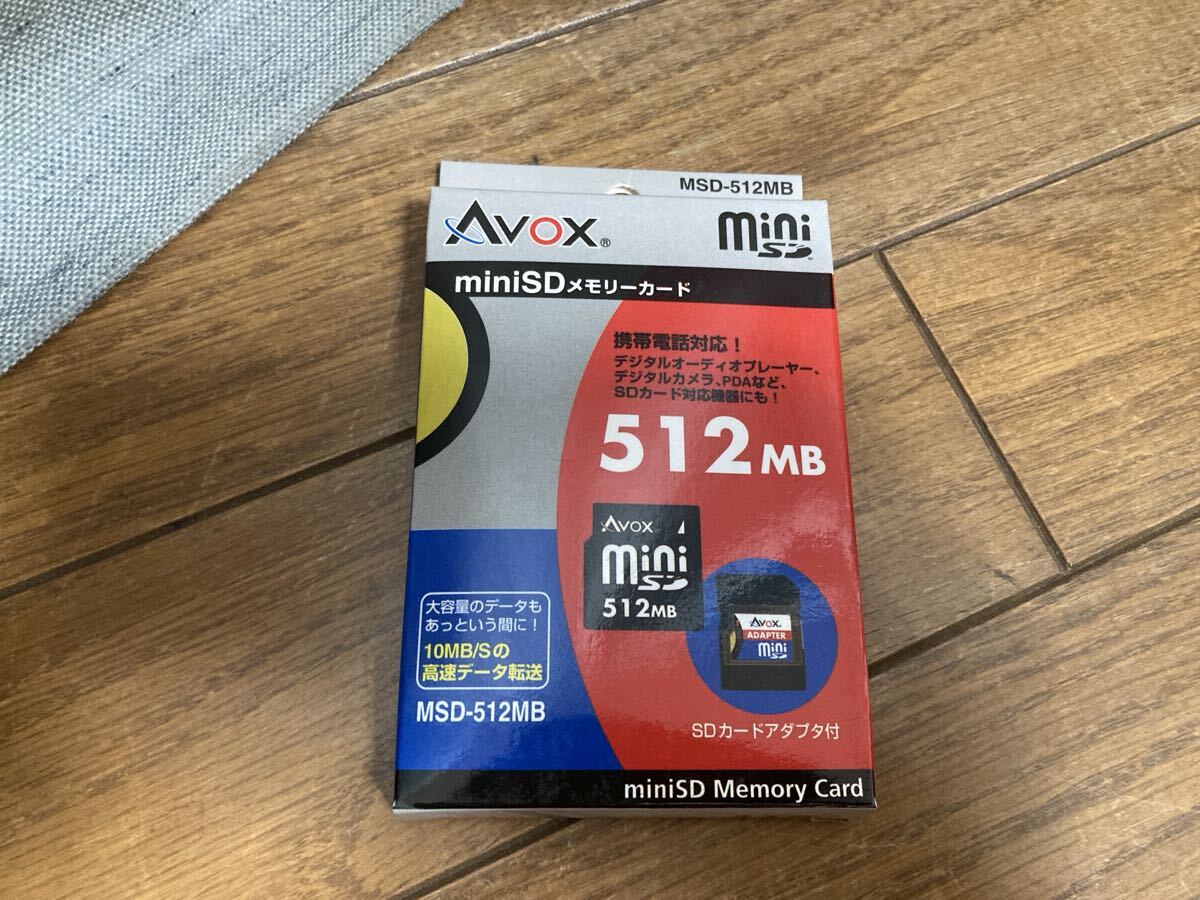 MSD-512MB
AVOX®
mini SD™
miniSDメモリーカード
携帯電話対応!
デジタルオーディオプレーヤー、
デジタルカメラ、PDAなど、
SDカード対応機器にも!
512MB
AVOX
mini SD
512MB
AVOX
ADAPTER
mini SD
大容量のデータも
あっという間に!
10MB/Sの
高速データ転送
MSD-512MB
SDカードアダプタ付
miniSD Memory Card